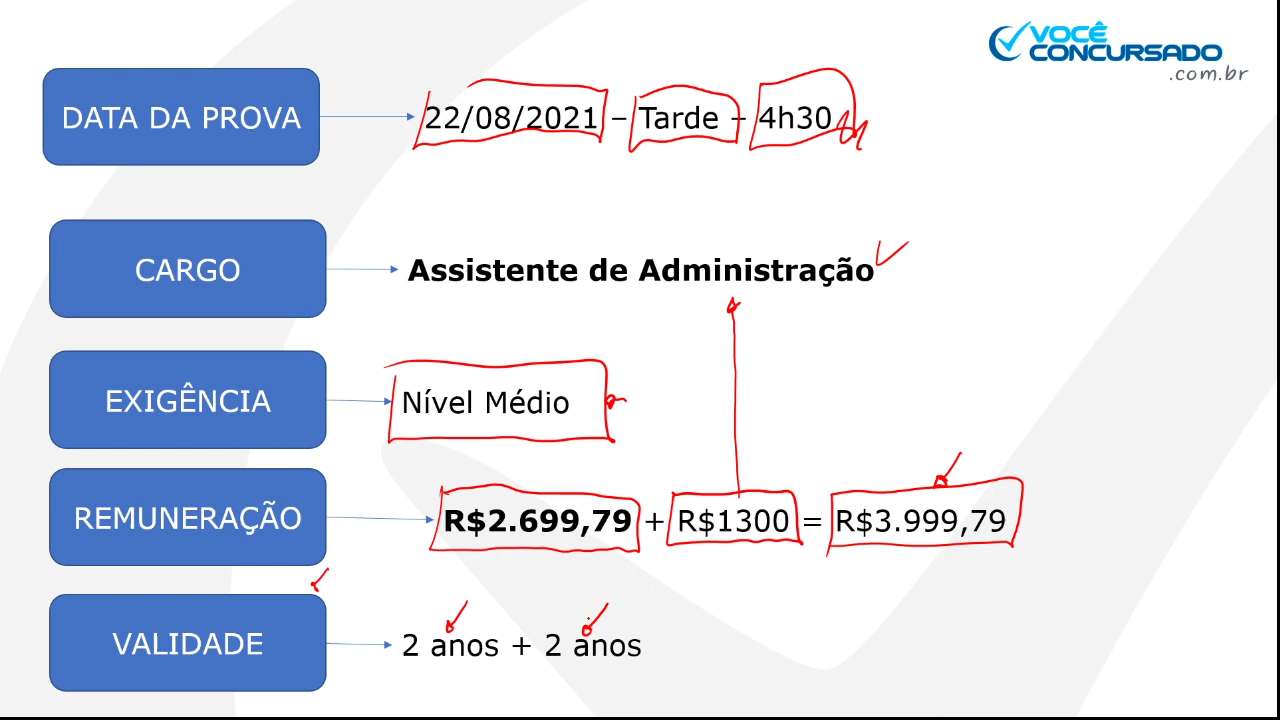 VOCÊ
CONCURSADO
.com.br
DATA DA PROVA
22/08/2021 – Tarde – 4h30
CARGO
Assistente de Administração
EXIGÊNCIA
Nível Médio
REMUNERAÇÃO
R$2.699,79 + R$1300 = R$3.999,79
VALIDADE
2 anos + 2 anos